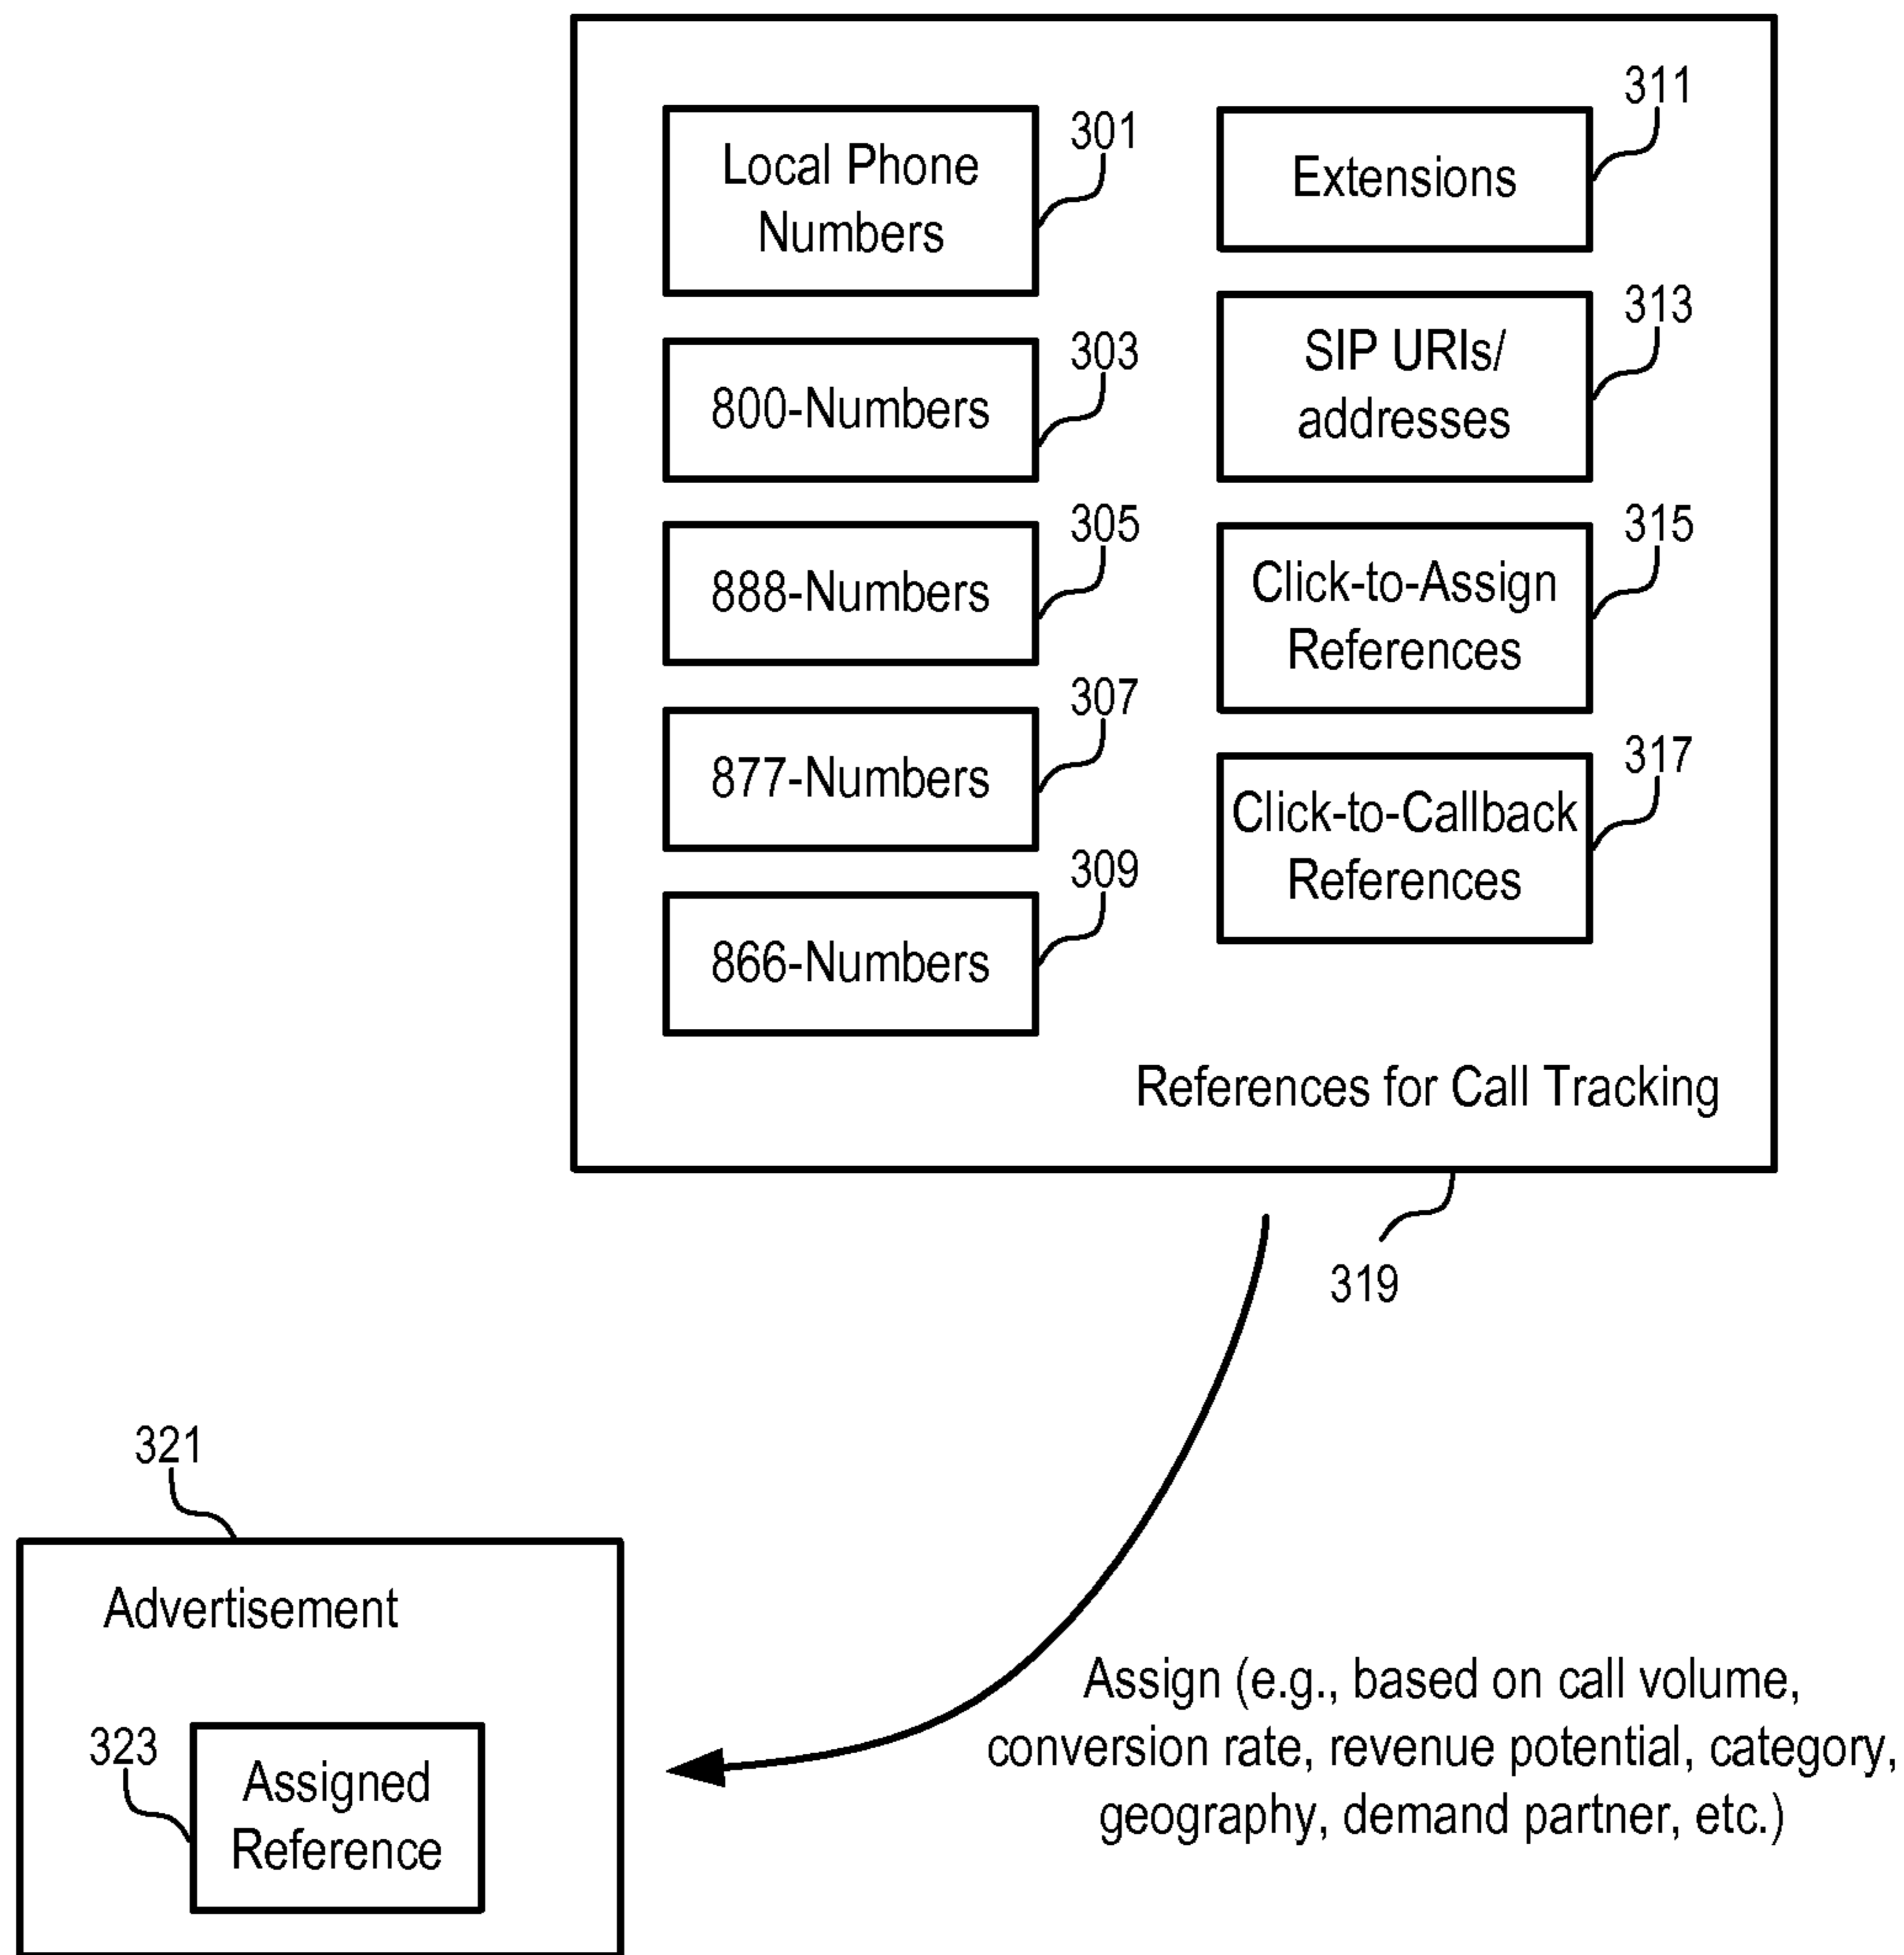 Local Phone
Numbers
301
800-Numbers
303
888-Numbers
305
877-Numbers
307
866-Numbers
309
Extensions
311
SIP URIs/
addresses
313
Click-to-Assign
References
315
Click-to-Callback
References
317
References for Call Tracking
319
321
Advertisement
323
Assigned
Reference
Assign (e.g., based on call volume,
conversion rate, revenue potential, category,
geography, demand partner, etc.)